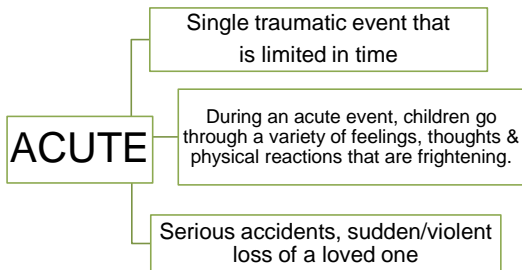 ACUTE
Single traumatic event that
is limited in time
During an acute event, children go
through a variety of feelings, thoughts &
physical reactions that are frightening.
Serious accidents, sudden/violent
loss of a loved one